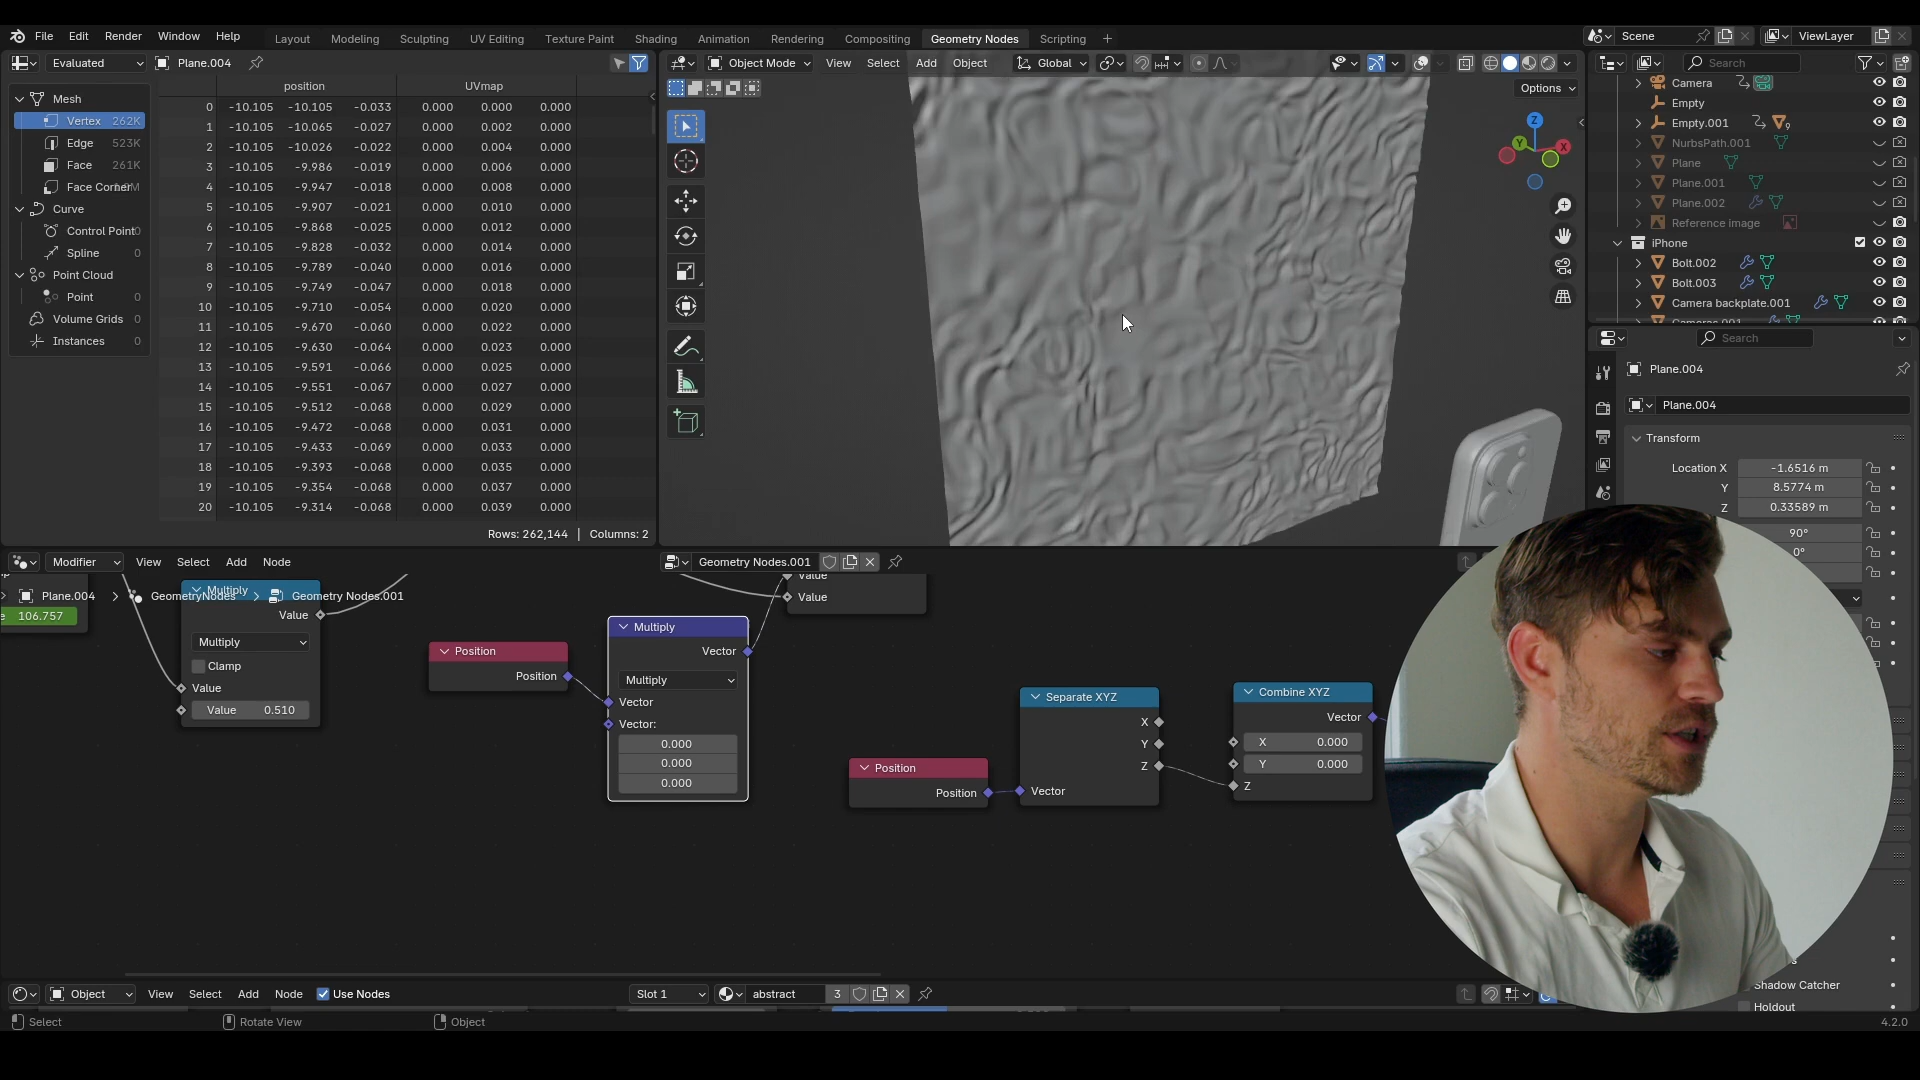 File Edit Render Window Help
Layout Modeling Sculpting UV Editing Texture Paint Shading Animation Rendering Compositing Geometry Nodes Scripting
Scene ViewLayer
Evaluated Plane.004
Object Mode View Select Add Object Global
Search
Options
position UVmap
Mesh
Vertex 262K
Edge 523K
Face 261K
Face Corner
Curve
Control Point 0
Spline 0
Point Cloud
Point 0
Volume Grids 0
Instances 0
0 -10.105 -10.105 -0.033 0.000 0.000 0.000
1 -10.105 -10.065 -0.027 0.000 0.002 0.000
2 -10.105 -10.026 -0.022 0.000 0.004 0.000
3 -10.105 -9.986 -0.019 0.000 0.006 0.000
4 -10.105 -9.947 -0.018 0.000 0.008 0.000
5 -10.105 -9.907 -0.021 0.000 0.010 0.000
6 -10.105 -9.868 -0.025 0.000 0.012 0.000
7 -10.105 -9.828 -0.032 0.000 0.014 0.000
8 -10.105 -9.789 -0.040 0.000 0.016 0.000
9 -10.105 -9.749 -0.047 0.000 0.018 0.000
10 -10.105 -9.710 -0.054 0.000 0.020 0.000
11 -10.105 -9.670 -0.060 0.000 0.022 0.000
12 -10.105 -9.630 -0.064 0.000 0.023 0.000
13 -10.105 -9.591 -0.066 0.000 0.025 0.000
14 -10.105 -9.551 -0.067 0.000 0.027 0.000
15 -10.105 -9.512 -0.068 0.000 0.029 0.000
16 -10.105 -9.472 -0.068 0.000 0.031 0.000
17 -10.105 -9.433 -0.069 0.000 0.033 0.000
18 -10.105 -9.393 -0.068 0.000 0.035 0.000
19 -10.105 -9.354 -0.068 0.000 0.037 0.000
20 -10.105 -9.314 -0.068 0.000 0.039 0.000
Rows: 262,144 | Columns: 2
Z
Y
X
Camera
Empty
Empty.001
NurbsPath.001
Plane
Plane.001
Plane.002
Reference image
iPhone
Bolt.002
Bolt.003
Camera backplate.001
Cameras.001
Search
Plane.004
Plane.004
Transform
Location X -1.6516 m
Y 8.5774 m
Z 0.33589 m
90°
0°
Modifier View Select Add Node
Geometry Nodes.001
Plane.004 GeometryNodes Geometry Nodes.001
106.757
Multiply
Value
Multiply
Clamp
Value
Value 0.510
Position
Position
Multiply
Vector
Multiply
Vector
Vector:
0.000
0.000
0.000
Value
Value
Position
Position
Separate XYZ
X
Y
Z
Vector
Combine XYZ
Vector
X 0.000
Y 0.000
Z
Object View Select Add Node Use Nodes
Slot 1 abstract 3
Shadow Catcher
Holdout
Select Rotate View Object
4.2.0